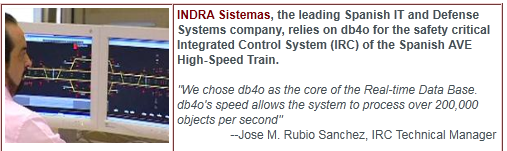 INDRA Sistemas, the leading Spanish IT and Defense
Systems company, relies on db4o for the safety critical
Integrated Control System (IRC) of the Spanish AVE
High-Speed Train.
"We chose db4o as the core of the Real-time Data Base.
db4o's speed allows the system to process over 200,000
objects per second"
--Jose M. Rubio Sanchez, IRC Technical Manager